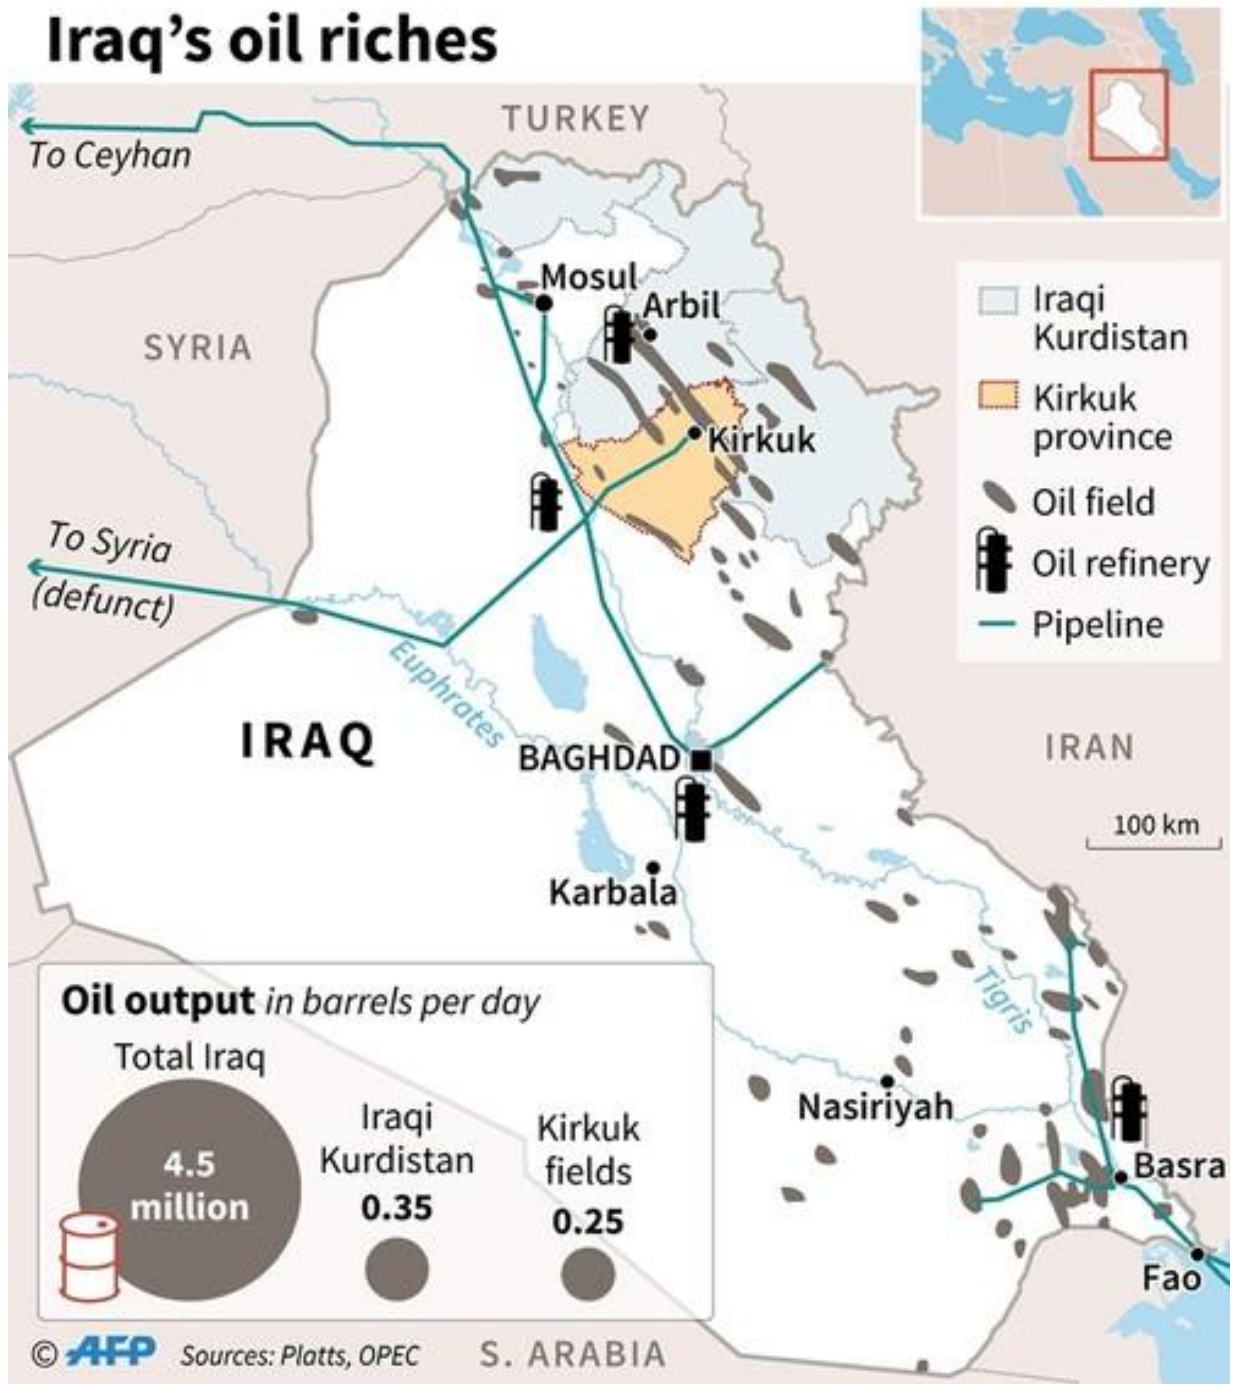 Iraq's oil riches
TURKEY
To Ceyhan
Mosul
Arbil
SYRIA
Iraqi
Kurdistan
Kirkuk
province
Kirkuk
Oil field
To Syria
(defunct)
Oil refinery
Pipeline
Euphrates
IRAQ
BAGHDAD
IRAN
100 km
Karbala
Tigris
Oil output in barrels per day
Total Iraq
4.5
million
Iraqi
Kurdistan
0.35
Kirkuk
fields
0.25
Nasiriyah
Basra
Fao
© AFP Sources: Platts, OPEC
S. ARABIA